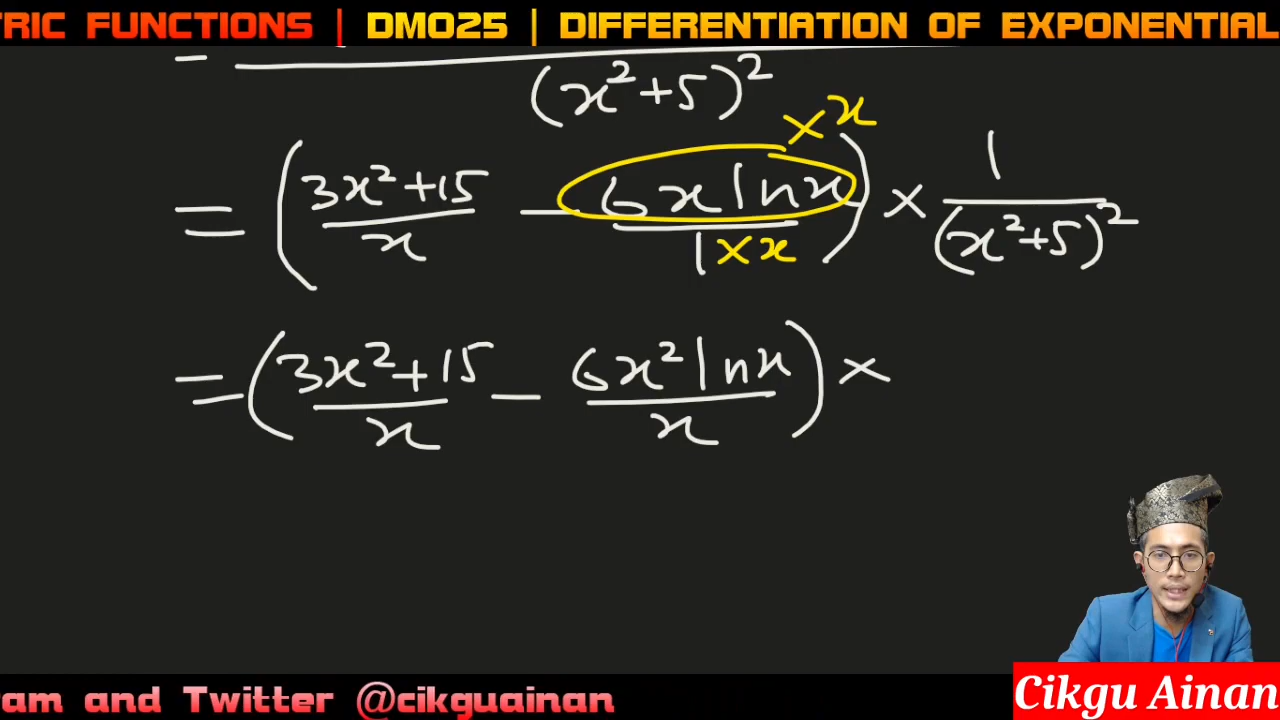 TRIC FUNCTIONS | DM025 | DIFFERENTIATION OF EXPONENTIAL
= (x²+5)²
= ((3x²+15)/x − (6x ln x)/(1 × x)) × 1/(x²+5)²
× x
= ((3x²+15)/x − (6x² ln x)/x) ×
am and Twitter @cikguainan
Cikgu Ainan